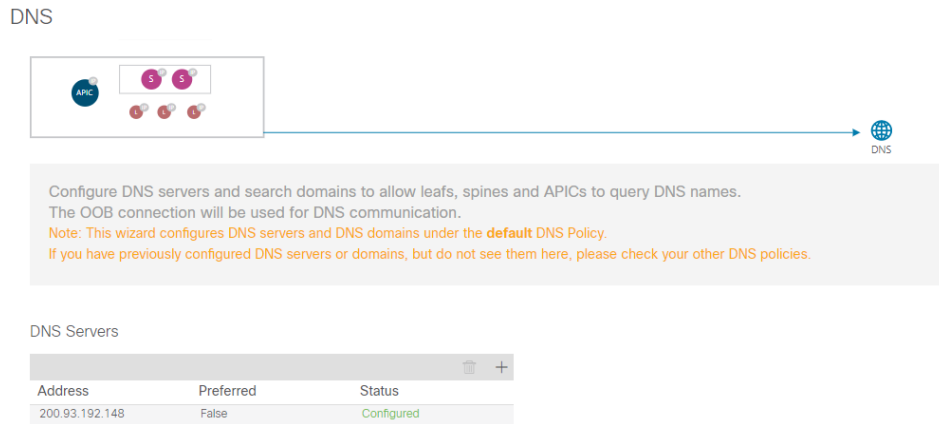 DNS
APIC
S S
L L L
DNS
Configure DNS servers and search domains to allow leafs, spines and APICs to query DNS names.
The OOB connection will be used for DNS communication.
Note: This wizard configures DNS servers and DNS domains under the default DNS Policy.
If you have previously configured DNS servers or domains, but do not see them here, please check your other DNS policies.
DNS Servers
Address Preferred Status
200.93.192.148 False Configured